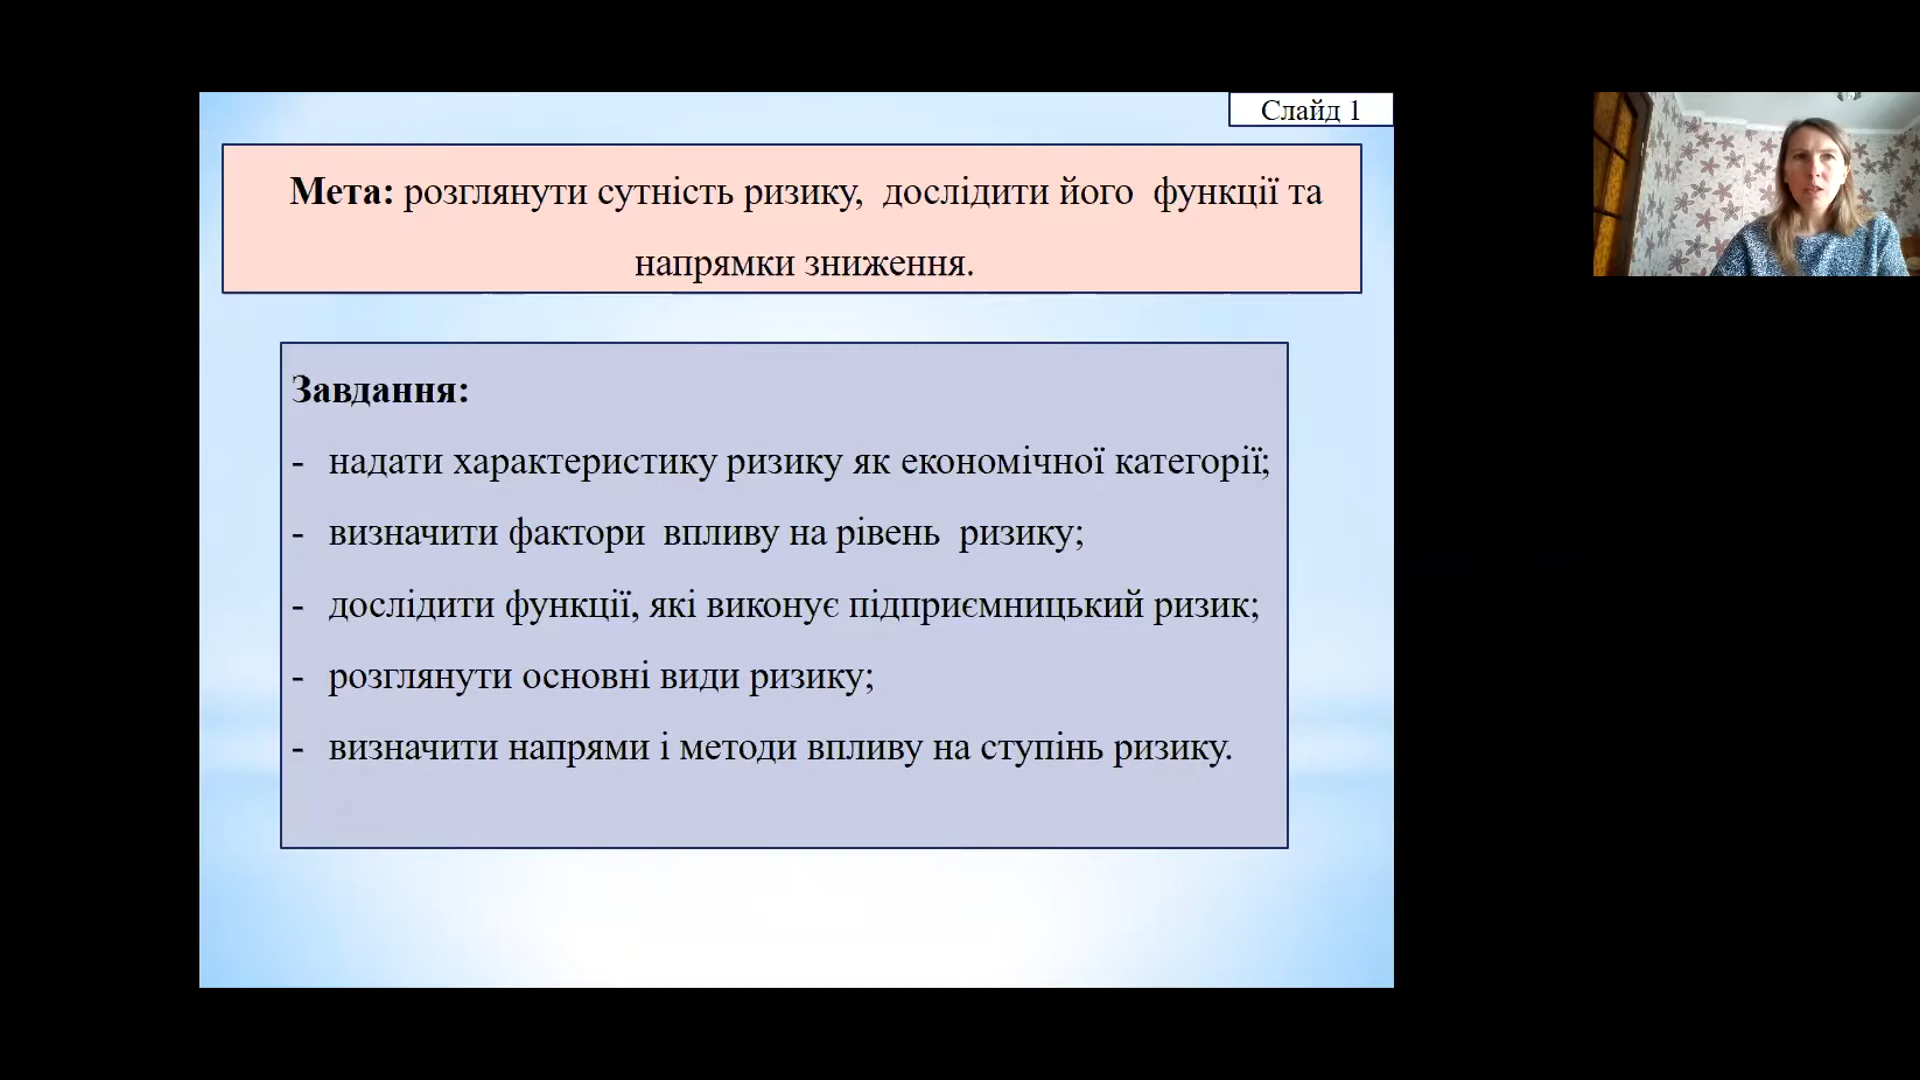 Слайд 1
Мета: розглянути сутність ризику, дослідити його функції та
напрямки зниження.
Завдання:
- надати характеристику ризику як економічної категорії;
- визначити фактори впливу на рівень ризику;
- дослідити функції, які виконує підприємницький ризик;
- розглянути основні види ризику;
- визначити напрями і методи впливу на ступінь ризику.